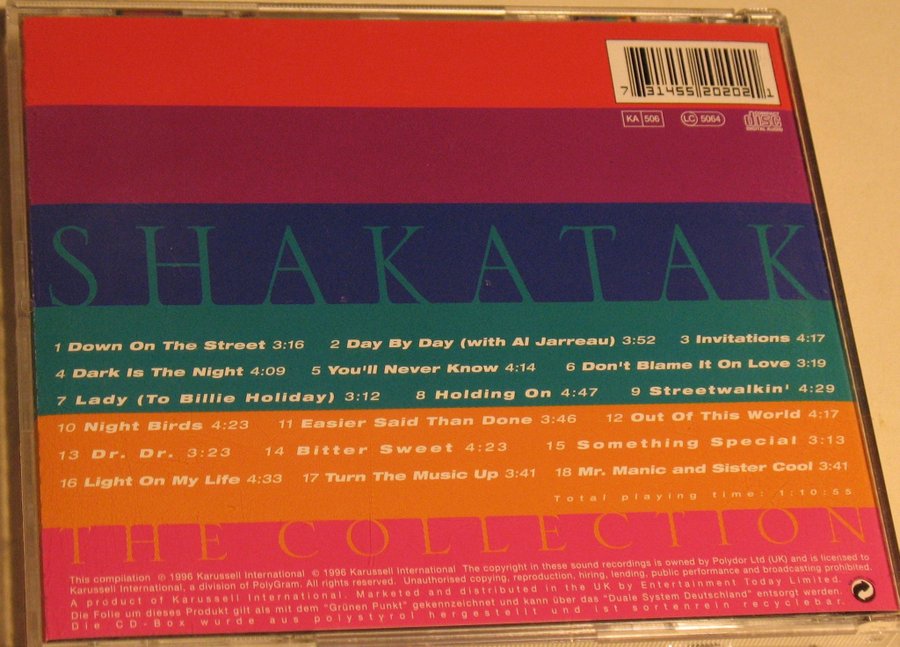 7 31455 20202 1
KA 506 LC 5064 COMPACT disc DIGITAL AUDIO
SHAKATAK
1 Down On The Street 3:16 2 Day By Day (with Al Jarreau) 3:52 3 Invitations 4:17
4 Dark Is The Night 4:09 5 You'll Never Know 4:14 6 Don't Blame It On Love 3:19
7 Lady (To Billie Holiday) 3:12 8 Holding On 4:47 9 Streetwalkin' 4:29
10 Night Birds 4:23 11 Easier Said Than Done 3:46 12 Out Of This World 4:17
13 Dr. Dr. 3:23 14 Bitter Sweet 4:23 15 Something Special 3:13
16 Light On My Life 4:33 17 Turn The Music Up 3:41 18 Mr. Manic and Sister Cool 3:41
Total playing time: 1:10:55
THE COLLECTION
This compilation ℗ 1996 Karussell International © 1996 Karussell International The copyright in these sound recordings is owned by Polydor Ltd.(UK) and is licensed to
Karussell International, a division of PolyGram. All rights reserved. Unauthorised copying, reproduction, hiring, lending, public performance and broadcasting prohibited.
A product of Karussell International. Marketed and distributed in the UK by Entertainment Today Limited.
Die Folie um dieses Produkt gilt als mit dem "Grünen Punkt" gekennzeichnet und kann über das "Duale System Deutschland" entsorgt werden.
Die CD-Box wurde aus polystyrol hergestellt und ist sortenrein recyclebar.